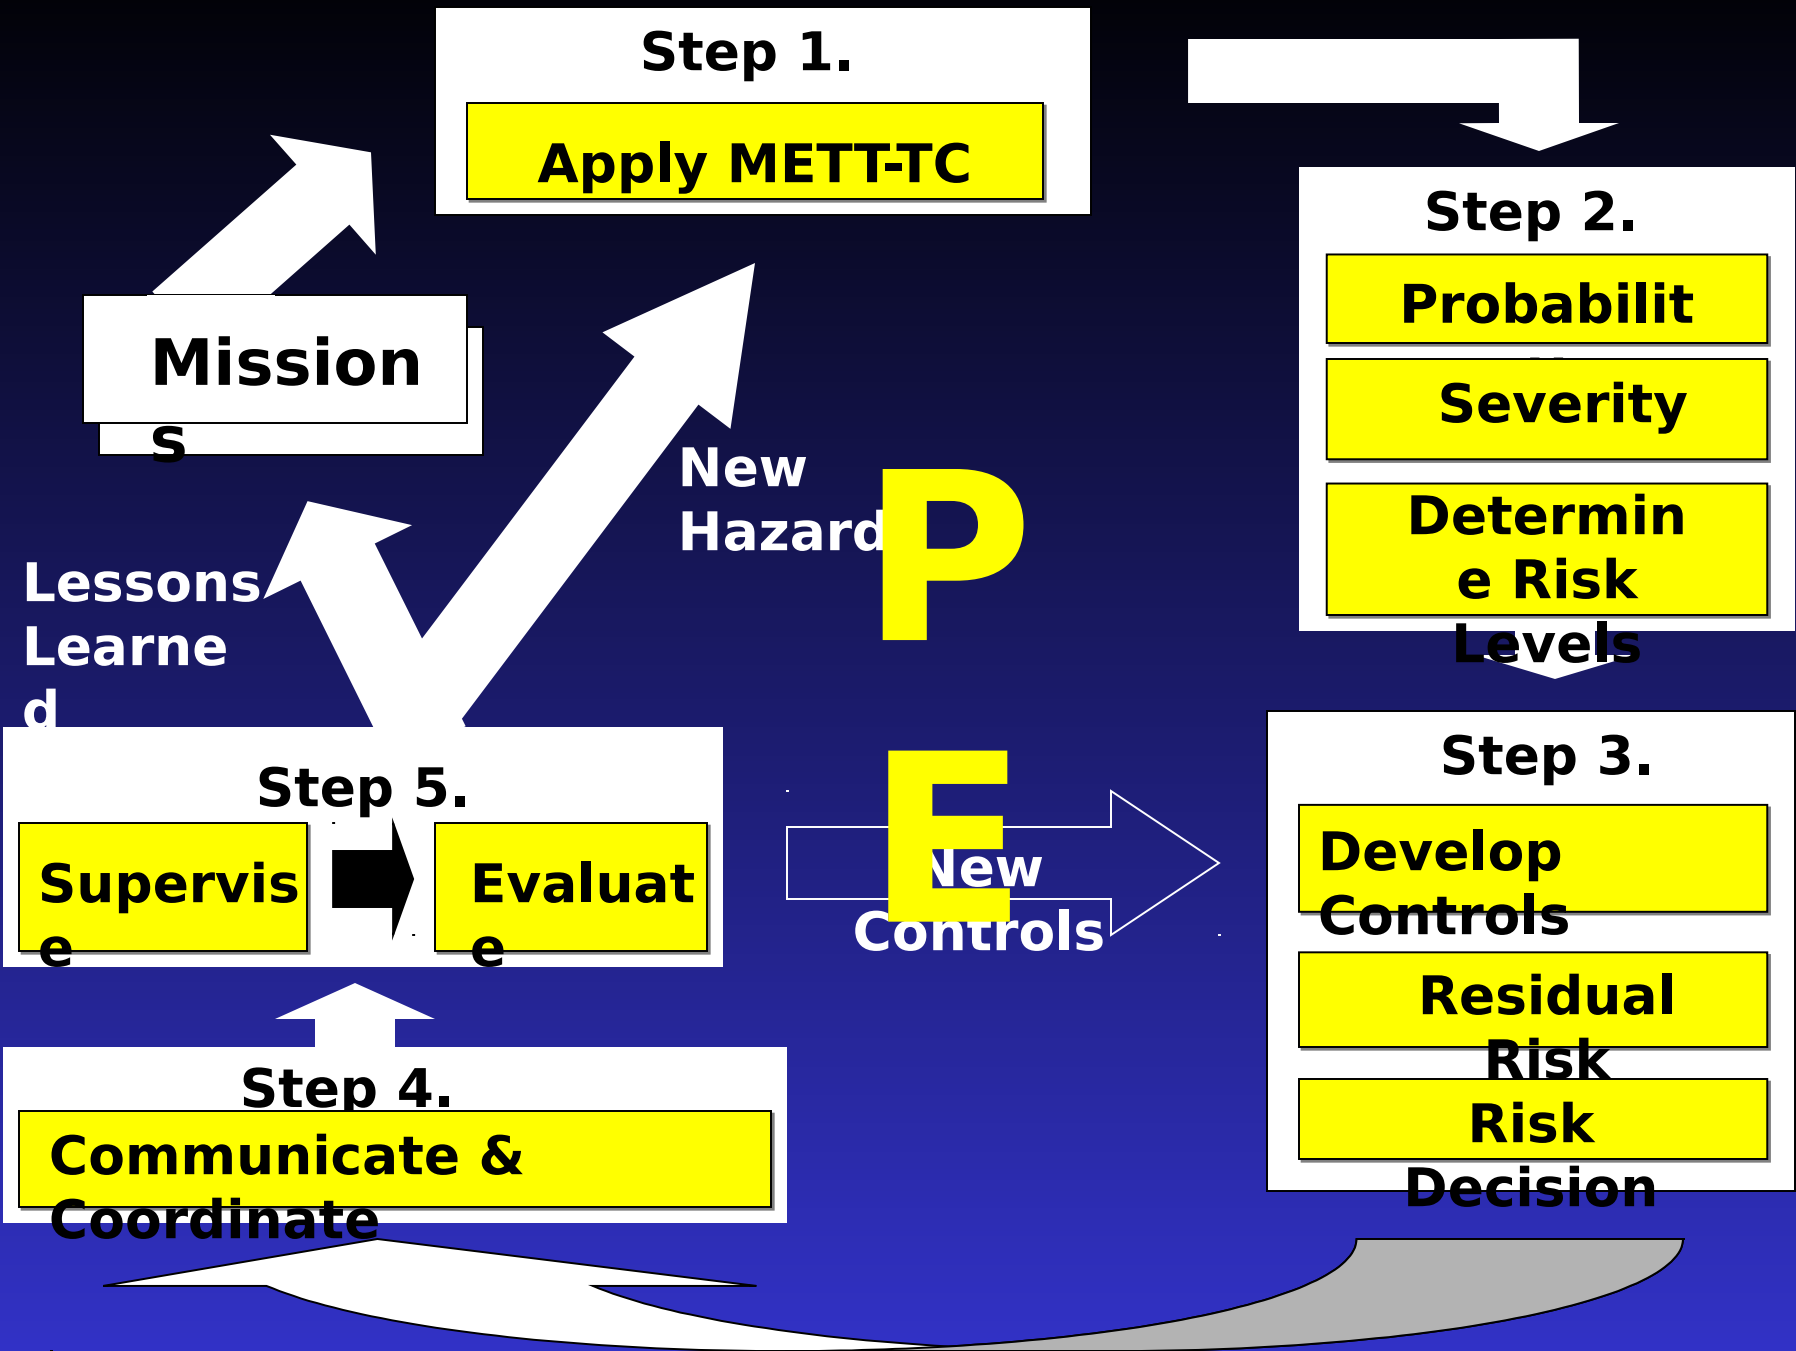 Step 1.
Apply METT-TC
Step 2.
Probabilit
Severity
Determin
e Risk
Levels
Mission
s
New
Hazard
P
E
Lessons
Learne
d
Step 5.
Supervis
e
Evaluat
e
New
Controls
Step 3.
Develop
Controls
Residual
Risk
Risk
Decision
Step 4.
Communicate &
Coordinate